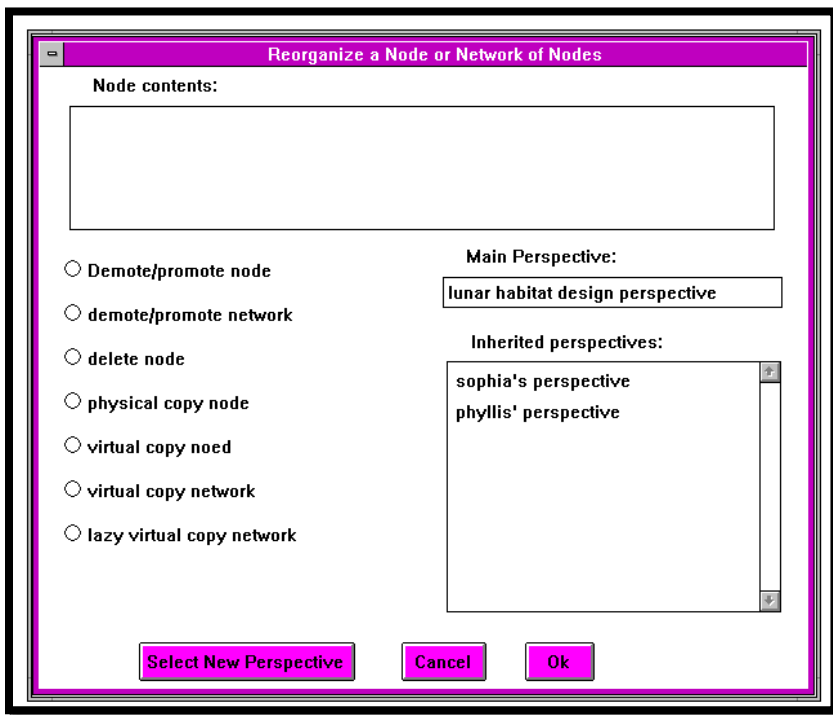 Reorganize a Node or Network of Nodes
Node contents:
Demote/promote node
demote/promote network
delete node
physical copy node
virtual copy noed
virtual copy network
lazy virtual copy network
Main Perspective:
lunar habitat design perspective
Inherited perspectives:
sophia's perspective
phyllis' perspective
Select New Perspective
Cancel
Ok